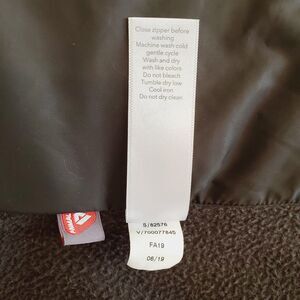 Close zipper before
washing
Machine wash cold
gentle cycle
Wash and dry
with like colors
Do not bleach
Tumble dry low
Cool iron
Do not dry clean
S/82576
V/700077845
FA19
08/19